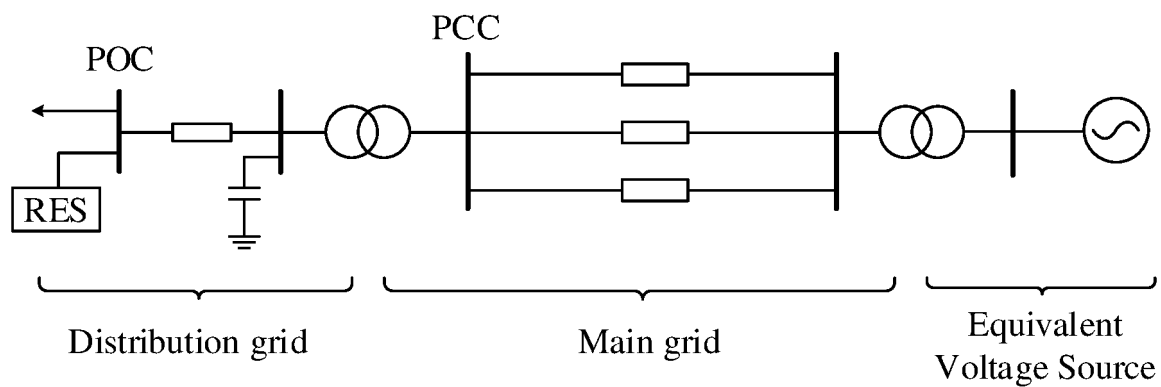 PCC
POC
RES
Distribution grid
Main grid
Equivalent
Voltage Source